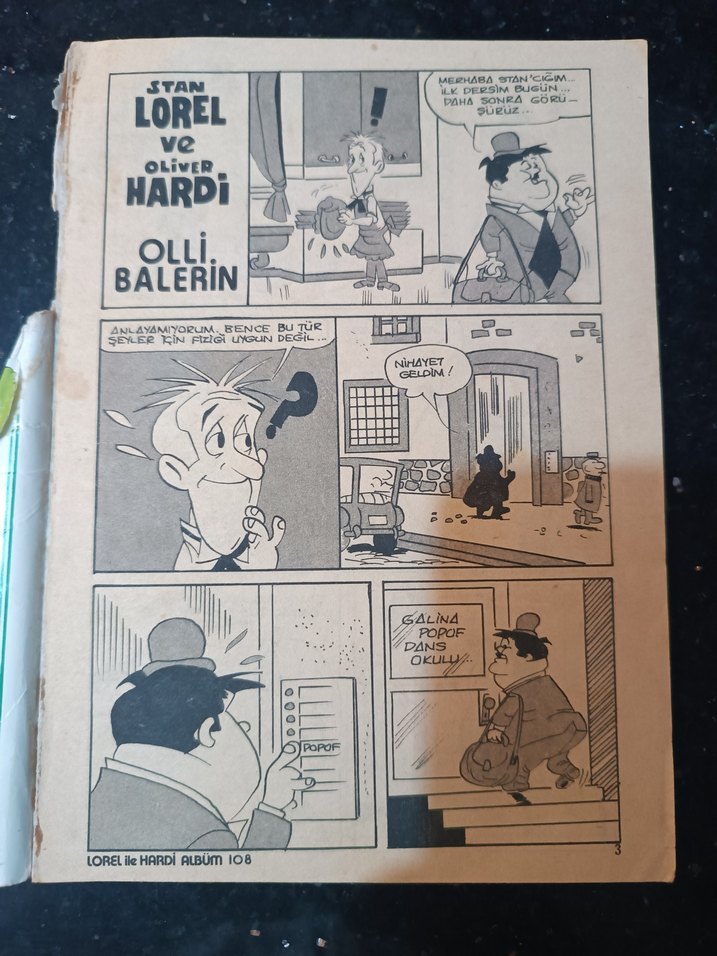 STAN
LOREL
ve
OLİVER
HARDİ
OLLİ
BALERİN
MERHABA STAN'CIĞIM...
İLK DERSİM BUGÜN...
DAHA SONRA GÖRÜ-
ŞÜRÜZ...
!
ANLAYAMIYORUM. BENCE BU TÜR
ŞEYLER İÇİN FİZİĞİ UYGUN DEĞİL...
?
NİHAYET
GELDİM!
POPOF
GALİNA
POPOF
DANS
OKULU...
LOREL ile HARDİ ALBÜM 108
3